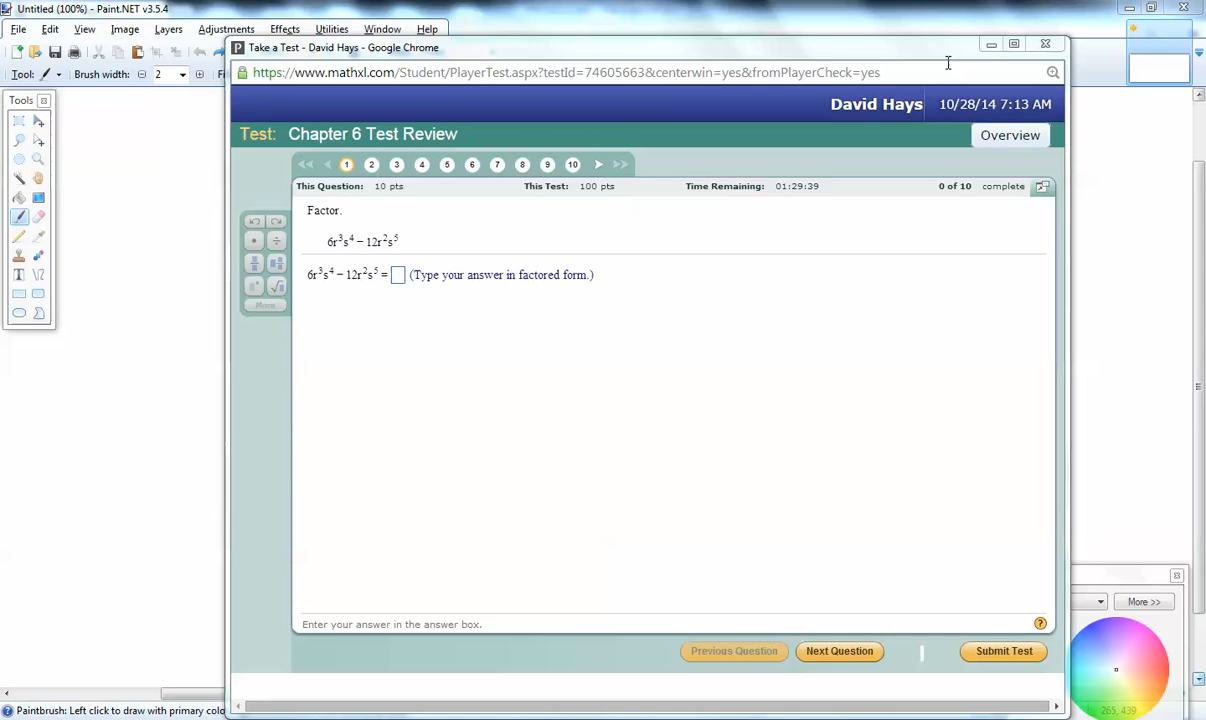 Untitled (100%) - Paint.NET v3.5.4
File Edit View Image Layers Adjustments Effects Utilities Window Help
Tool: Brush width: 2
Tools
Take a Test - David Hays - Google Chrome
https://www.mathxl.com/Student/PlayerTest.aspx?testId=74605663&centerwin=yes&fromPlayerCheck=yes
David Hays 10/28/14 7:13 AM
Test: Chapter 6 Test Review Overview
1 2 3 4 5 6 7 8 9 10
This Question: 10 pts This Test: 100 pts Time Remaining: 01:29:39 0 of 10 complete
Factor.
6r³s⁴ − 12r²s⁵
6r³s⁴ − 12r²s⁵ = (Type your answer in factored form.)
More
Enter your answer in the answer box. ?
Previous Question Next Question Submit Test
More >>
Paintbrush: Left click to draw with primary colo
265, 439